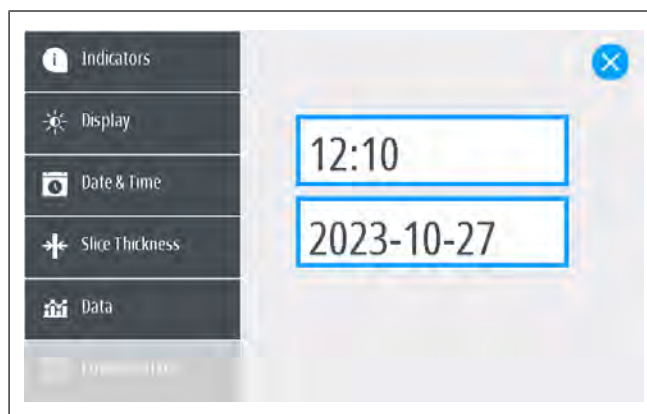 Indicators
Display
Date & Time
Slice Thickness
Data
12:10
2023-10-27